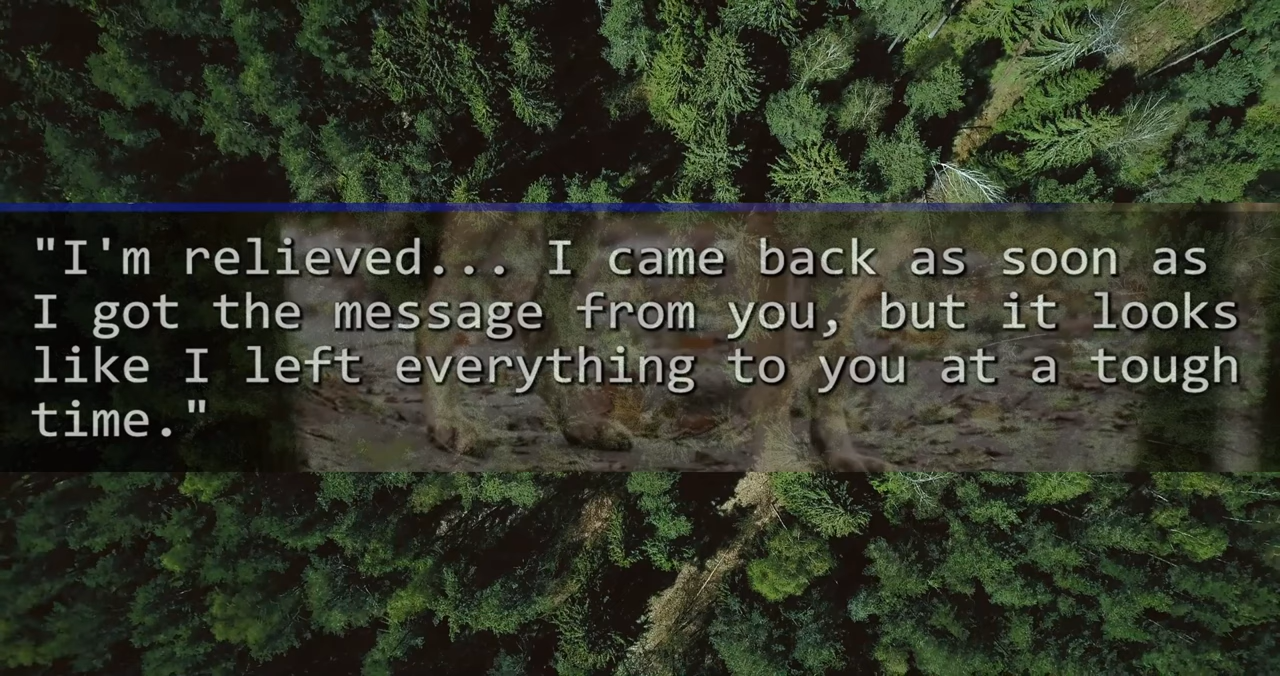 "I'm relieved... I came back as soon as
I got the message from you, but it looks
like I left everything to you at a tough
time."